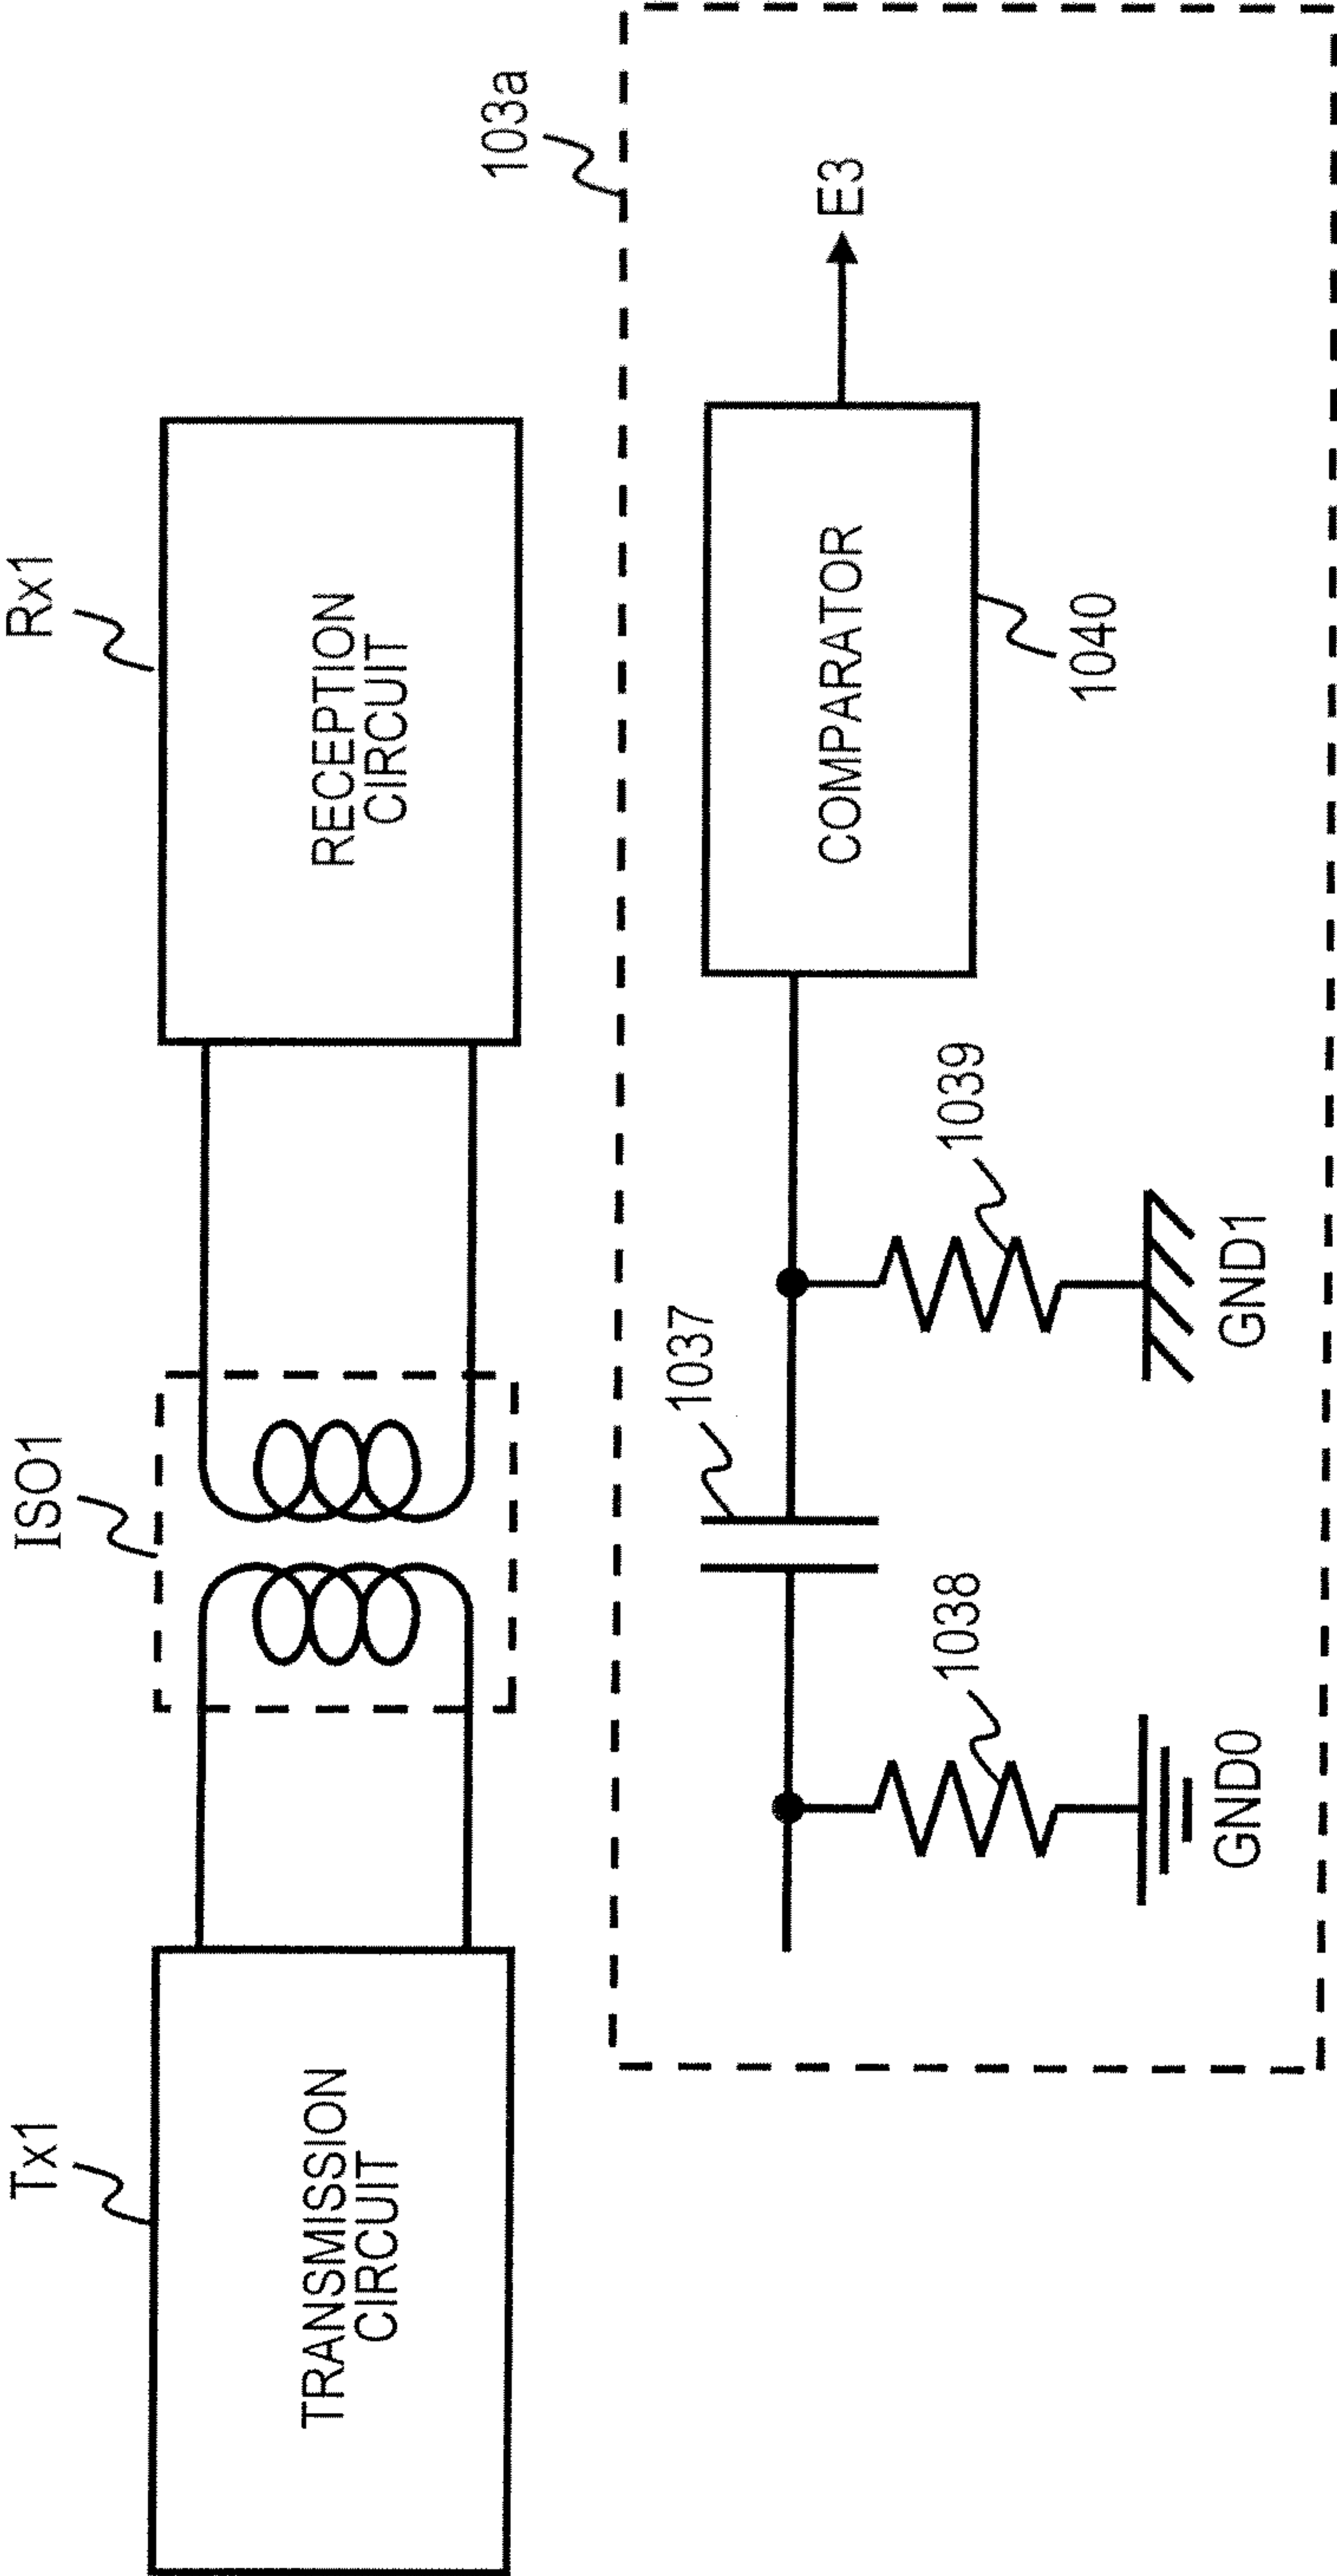 Tx1
ISO1
Rx1
TRANSMISSION
CIRCUIT
RECEPTION
CIRCUIT
103a
1037
COMPARATOR
E3
1038
1039
1040
GND0
GND1